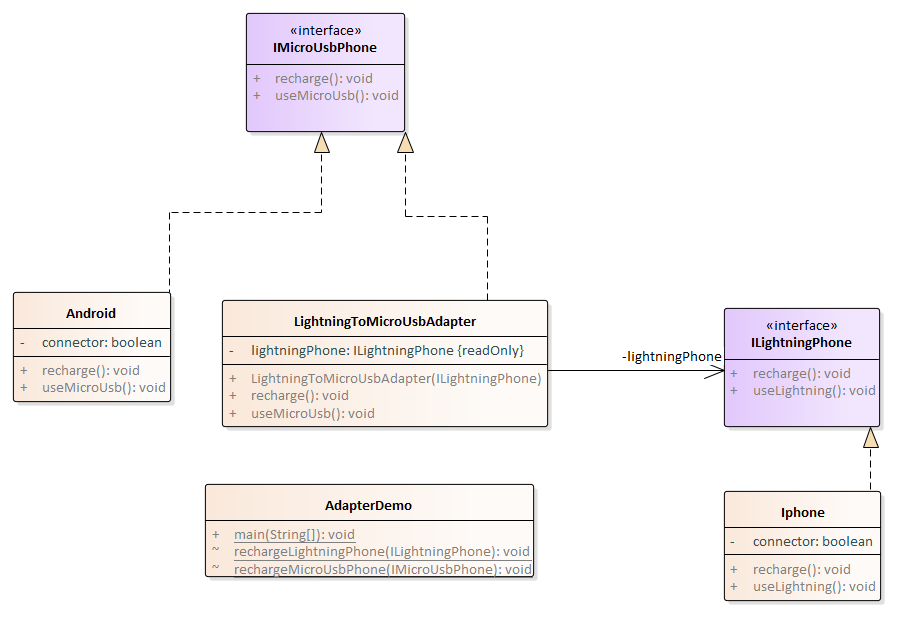 «interface»
IMicroUsbPhone
+ recharge(): void
+ useMicroUsb(): void
Android
- connector: boolean
+ recharge(): void
+ useMicroUsb(): void
LightningToMicroUsbAdapter
- lightningPhone: ILightningPhone {readOnly}
+ LightningToMicroUsbAdapter(ILightningPhone)
+ recharge(): void
+ useMicroUsb(): void
-lightningPhone
«interface»
ILightningPhone
+ recharge(): void
+ useLightning(): void
AdapterDemo
+ main(String[]): void
~ rechargeLightningPhone(ILightningPhone): void
~ rechargeMicroUsbPhone(IMicroUsbPhone): void
Iphone
- connector: boolean
+ recharge(): void
+ useLightning(): void